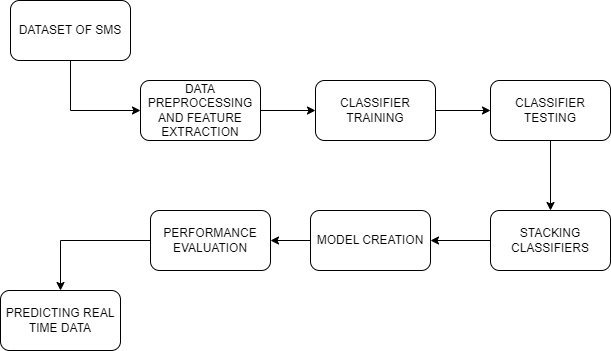 DATASET OF SMS
DATA
PREPROCESSING
AND FEATURE
EXTRACTION
CLASSIFIER
TRAINING
CLASSIFIER
TESTING
STACKING
CLASSIFIERS
MODEL CREATION
PERFORMANCE
EVALUATION
PREDICTING REAL
TIME DATA